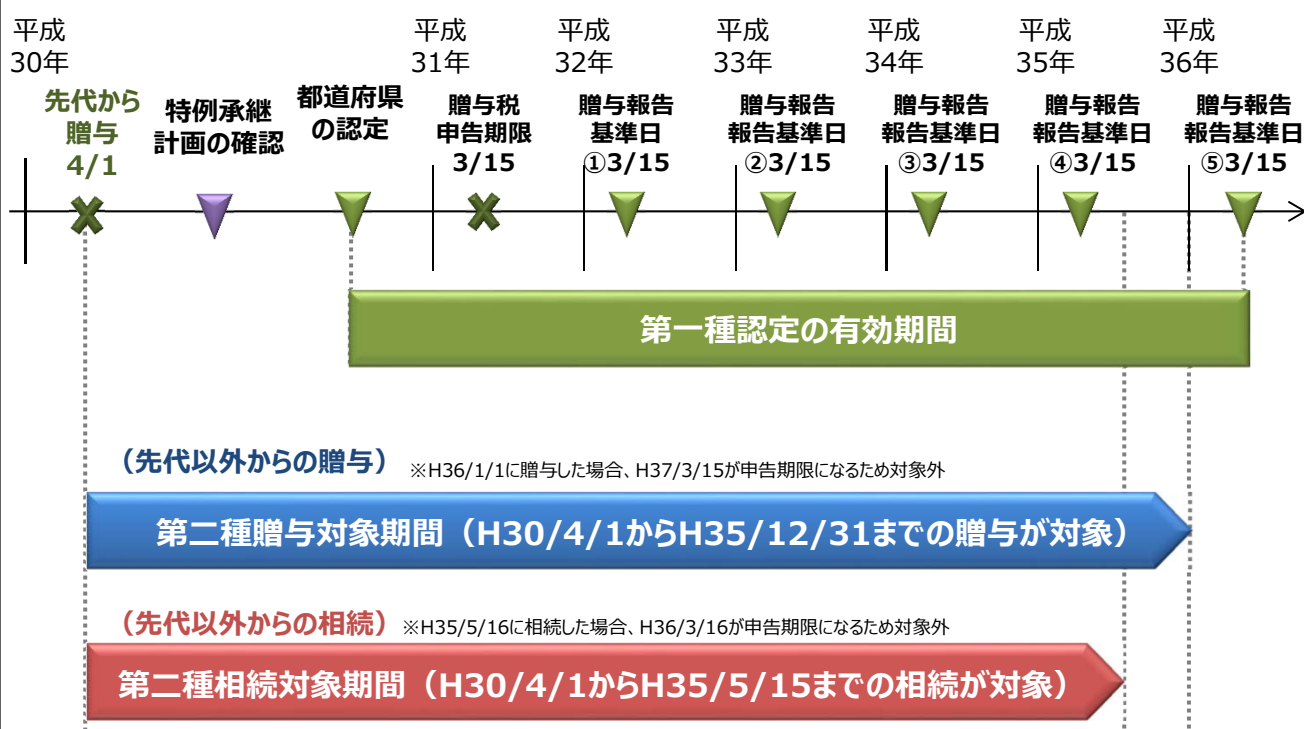 平成
30年
平成
31年
平成
32年
平成
33年
平成
34年
平成
35年
平成
36年
先代から
贈与
4/1
特例承継
計画の確認
都道府県
の認定
贈与税
申告期限
3/15
贈与報告
基準日
①3/15
贈与報告
報告基準日
②3/15
贈与報告
報告基準日
③3/15
贈与報告
報告基準日
④3/15
贈与報告
報告基準日
⑤3/15
第一種認定の有効期間
（先代以外からの贈与）※H36/1/1に贈与した場合、H37/3/15が申告期限になるため対象外
第二種贈与対象期間（H30/4/1からH35/12/31までの贈与が対象）
（先代以外からの相続）※H35/5/16に相続した場合、H36/3/16が申告期限になるため対象外
第二種相続対象期間（H30/4/1からH35/5/15までの相続が対象）